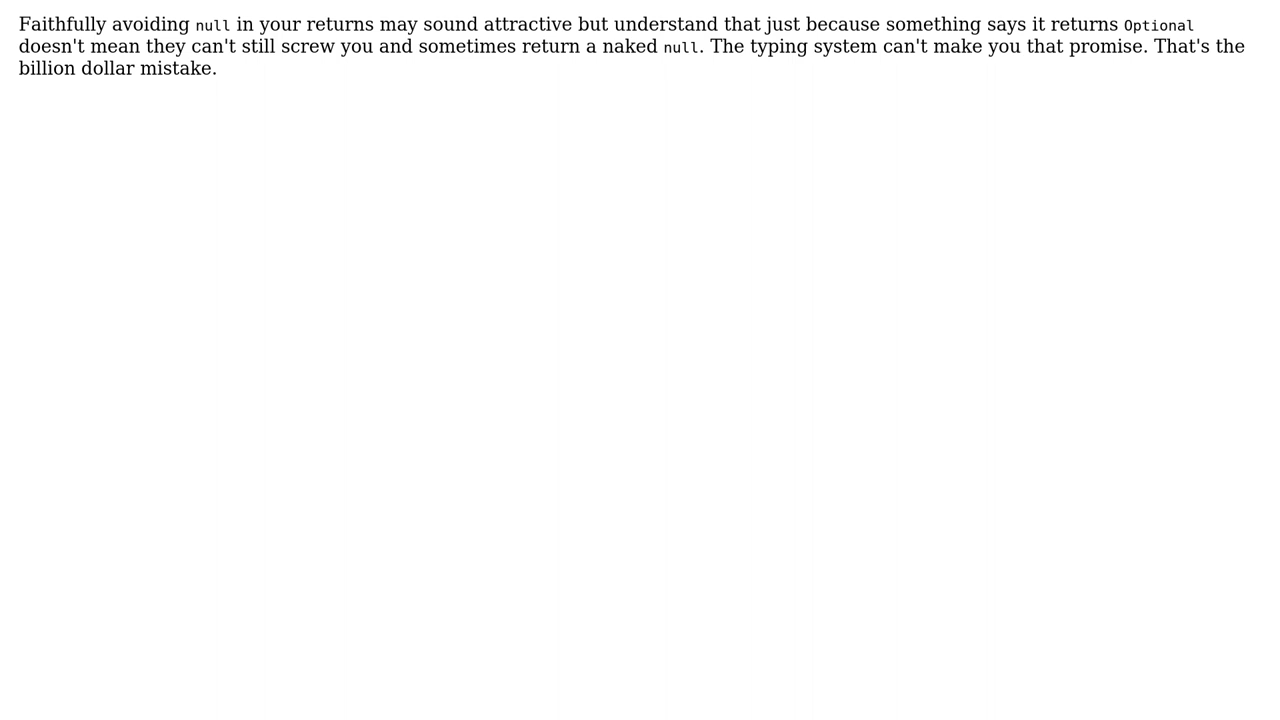 Faithfully avoiding null in your returns may sound attractive but understand that just because something says it returns Optional
doesn't mean they can't still screw you and sometimes return a naked null. The typing system can't make you that promise. That's the
billion dollar mistake.